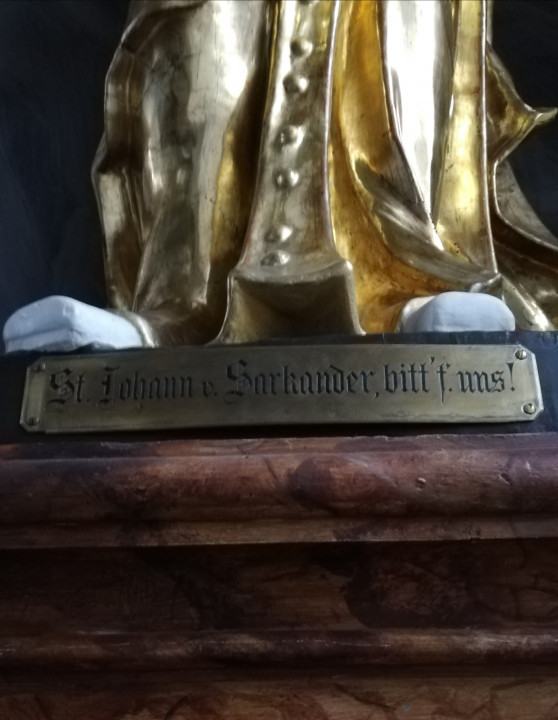 St. Johann v. Sarkander, bitt' f. uns!